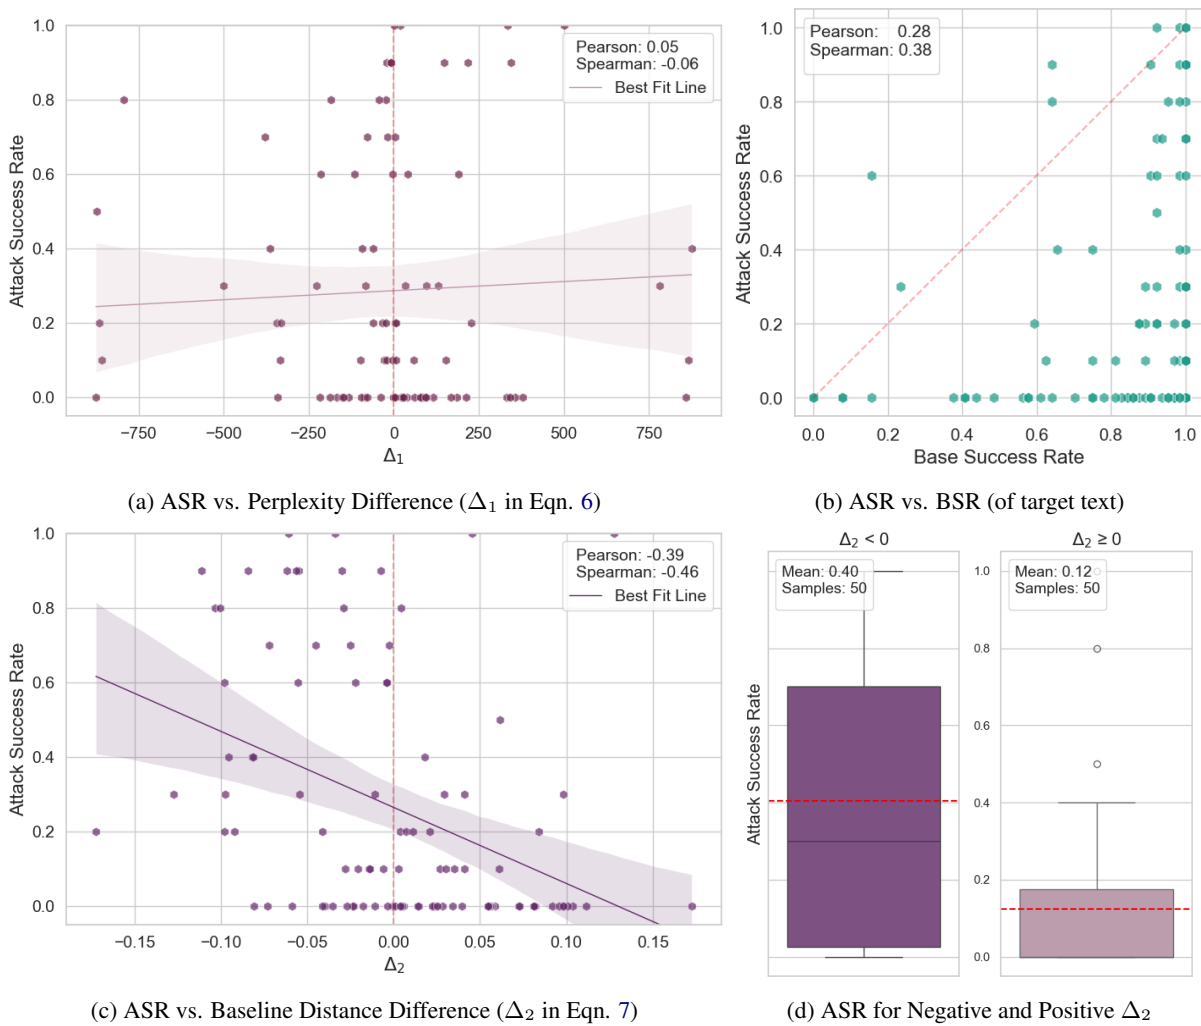 Pearson: 0.05
Spearman: -0.06
Best Fit Line
Attack Success Rate
1.0
0.8
0.6
0.4
0.2
0.0
−750 −500 −250 0 250 500 750
Δ₁
(a) ASR vs. Perplexity Difference (Δ₁ in Eqn. 6)
Pearson: 0.28
Spearman: 0.38
Attack Success Rate
1.0
0.8
0.6
0.4
0.2
0.0
0.0 0.2 0.4 0.6 0.8 1.0
Base Success Rate
(b) ASR vs. BSR (of target text)
Pearson: -0.39
Spearman: -0.46
Best Fit Line
Attack Success Rate
1.0
0.8
0.6
0.4
0.2
0.0
−0.15 −0.10 −0.05 0.00 0.05 0.10 0.15
Δ₂
(c) ASR vs. Baseline Distance Difference (Δ₂ in Eqn. 7)
Δ₂ < 0
Mean: 0.40
Samples: 50
Attack Success Rate
Δ₂ ≥ 0
Mean: 0.12
Samples: 50
1.0
0.8
0.6
0.4
0.2
0.0
(d) ASR for Negative and Positive Δ₂